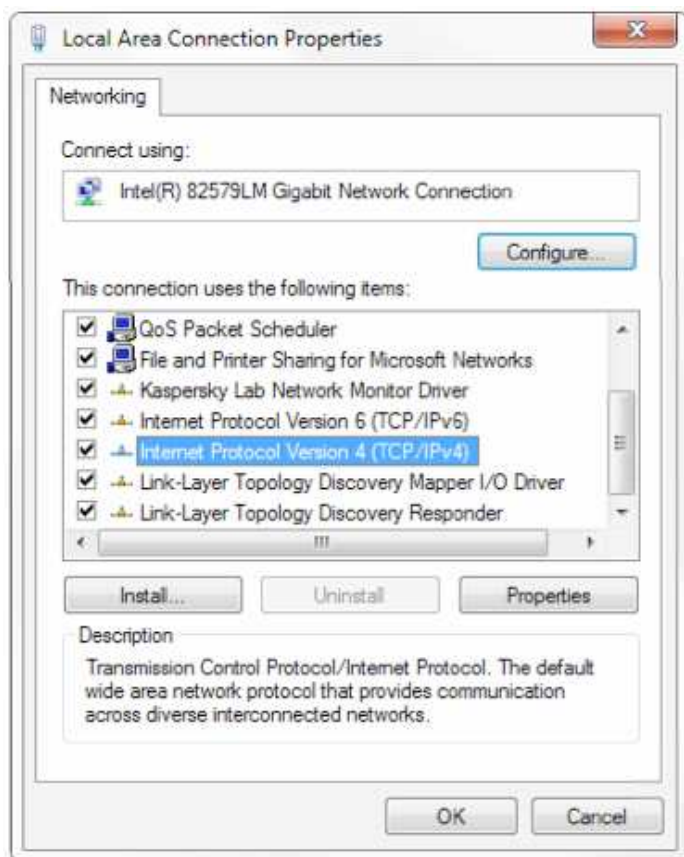 Local Area Connection Properties
Networking
Connect using:
Intel(R) 82579LM Gigabit Network Connection
Configure...
This connection uses the following items:
QoS Packet Scheduler
File and Printer Sharing for Microsoft Networks
Kaspersky Lab Network Monitor Driver
Internet Protocol Version 6 (TCP/IPv6)
Internet Protocol Version 4 (TCP/IPv4)
Link-Layer Topology Discovery Mapper I/O Driver
Link-Layer Topology Discovery Responder
Install...
Uninstall
Properties
Description
Transmission Control Protocol/Internet Protocol. The default
wide area network protocol that provides communication
across diverse interconnected networks.
OK
Cancel